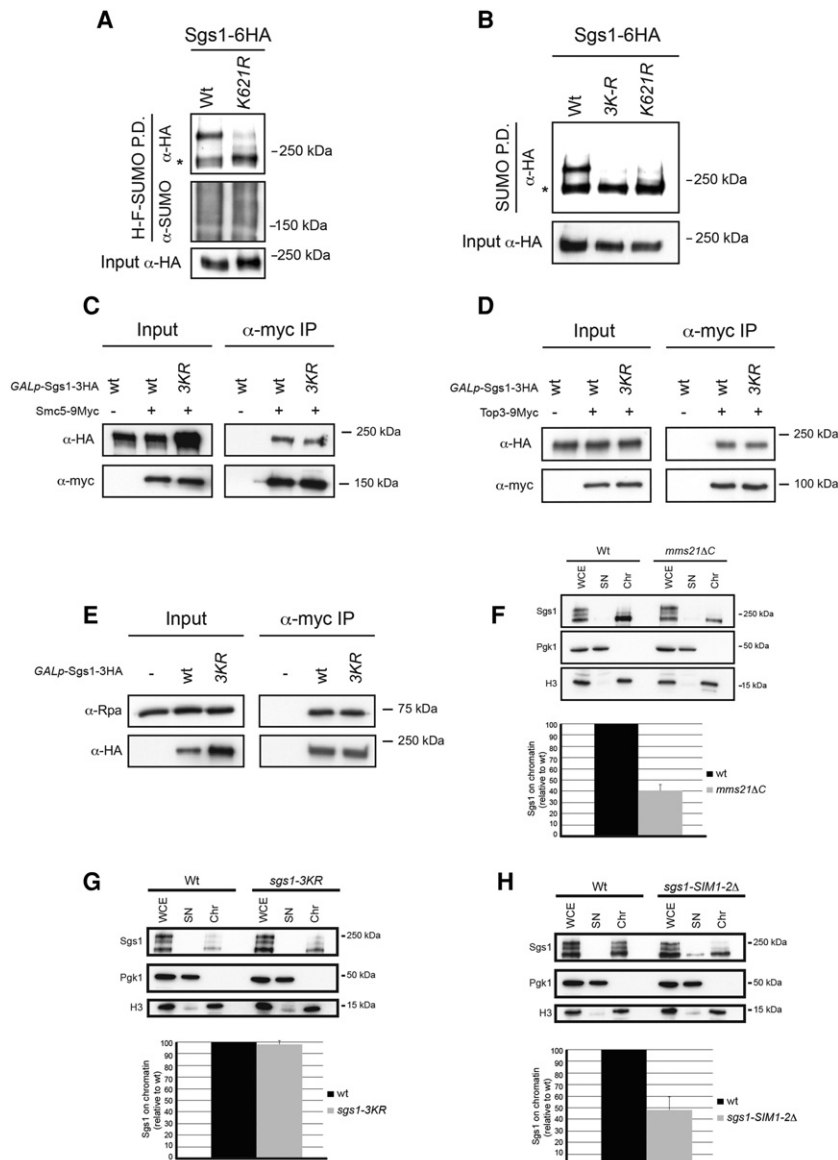 A
Sgs1-6HA
Wt
K621R
H-F-SUMO P.D.
α-HA
*
–250 kDa
α-SUMO
–150 kDa
Input α-HA
–250 kDa
B
Sgs1-6HA
Wt
3K-R
K621R
SUMO P.D.
α-HA
*
–250 kDa
Input α-HA
– 250 kDa
C
Input
α-myc IP
GALp-Sgs1-3HA
wt
wt
3KR
wt
wt
3KR
Smc5-9Myc
-
+
+
-
+
+
α-HA
— 250 kDa
α-myc
— 150 kDa
D
Input
α-myc IP
GALp-Sgs1-3HA
wt
wt
3KR
wt
wt
3KR
Top3-9Myc
-
+
+
-
+
+
α-HA
— 250 kDa
α-myc
— 100 kDa
E
Input
α-myc IP
GALp-Sgs1-3HA
-
wt
3KR
-
wt
3KR
α-Rpa
— 75 kDa
α-HA
— 250 kDa
F
Wt
mms21ΔC
WCE
SN
Chr
WCE
SN
Chr
Sgs1
-250 kDa
Pgk1
-50 kDa
H3
-15 kDa
Sgs1 on chromatin
(relative to wt)
100
90
80
70
60
50
40
30
20
10
0
wt
mms21ΔC
G
Wt
sgs1-3KR
WCE
SN
Chr
WCE
SN
Chr
Sgs1
- 250 kDa
Pgk1
- 50 kDa
H3
- 15 kDa
Sgs1 on chromatin
(relative to wt)
100
90
80
70
60
50
40
30
20
10
wt
sgs1-3KR
H
Wt
sgs1-SIM1-2Δ
WCE
SN
Chr
WCE
SN
Chr
Sgs1
- 250 kDa
Pgk1
- 50 kDa
H3
- 15 kDa
Sgs1 on chromatin
(relative to wt)
100
90
80
70
60
50
40
30
20
10
wt
sgs1-SIM1-2Δ